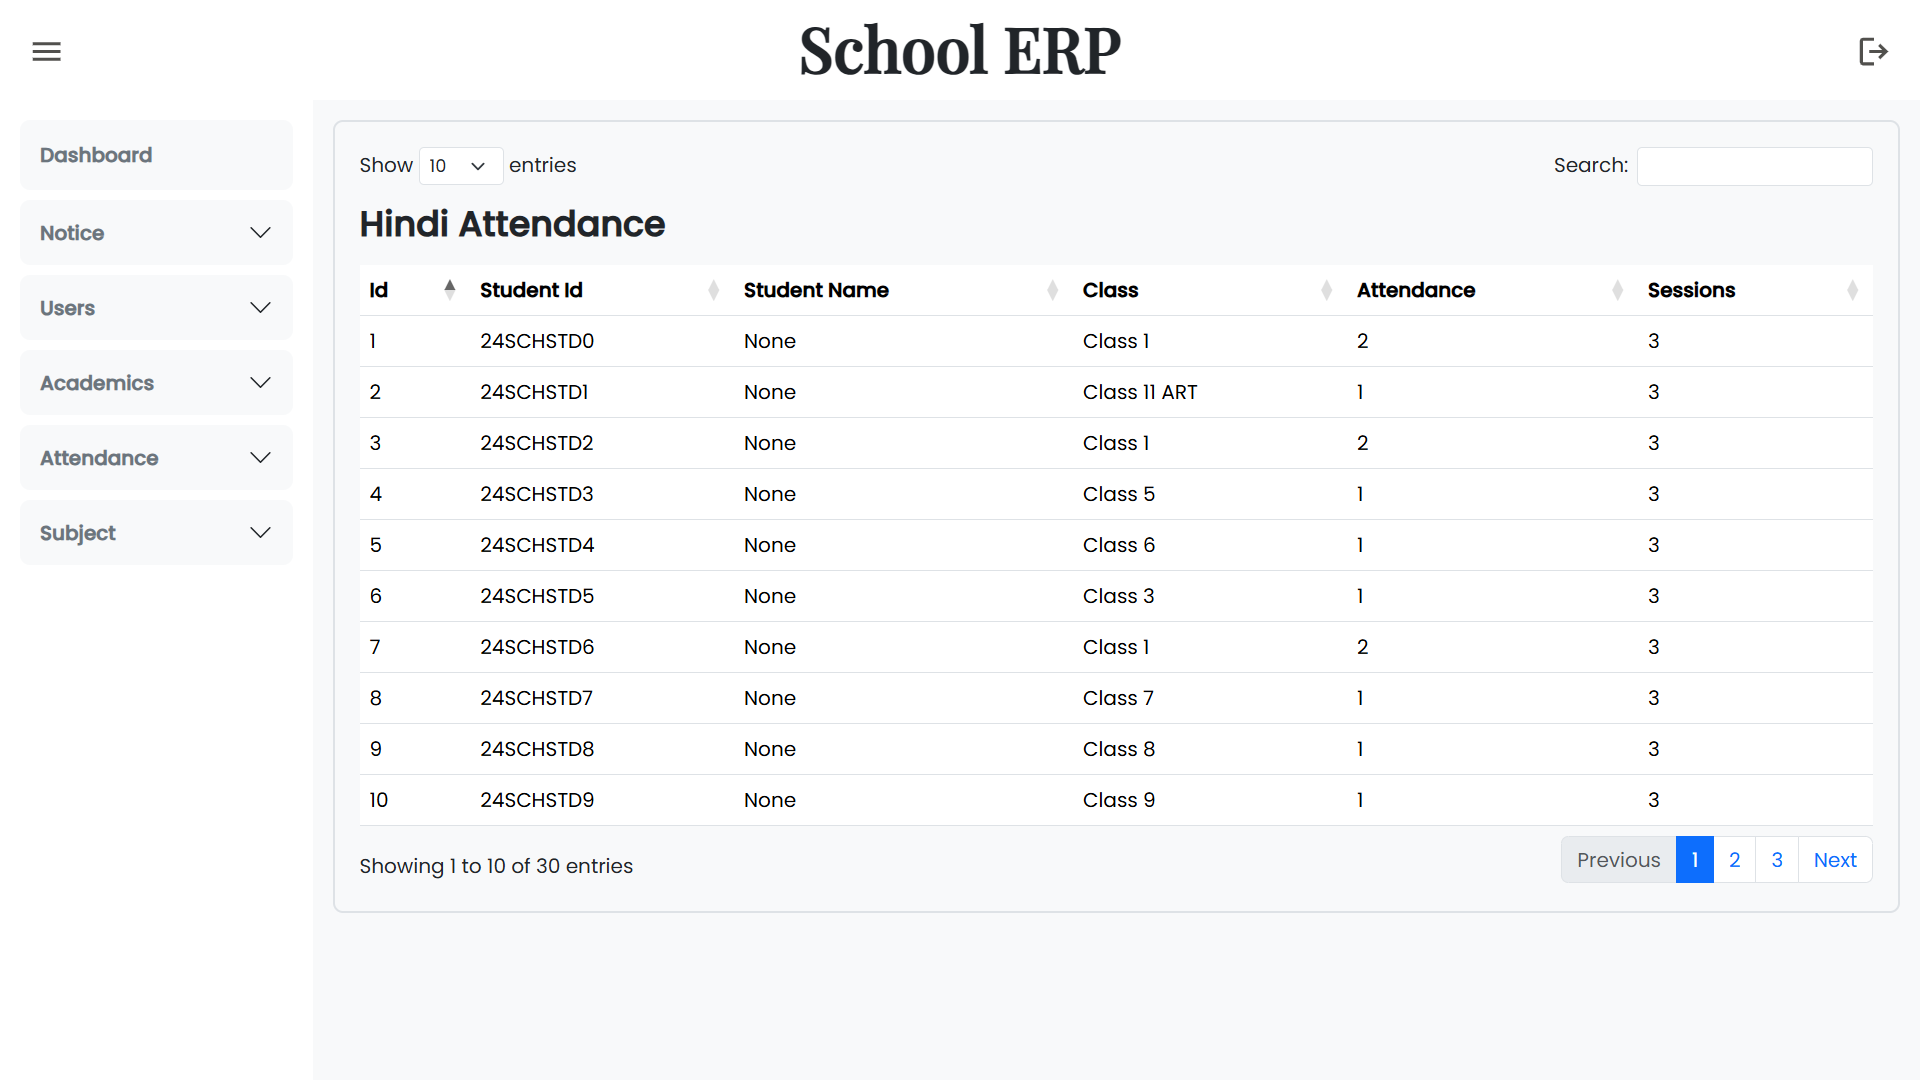 School ERP
Dashboard
Notice
Users
Academics
Attendance
Subject
Show 10 entries
Search:
Hindi Attendance
Id Student Id Student Name Class Attendance Sessions
1 24SCHSTD0 None Class 1 2 3
2 24SCHSTD1 None Class 11 ART 1 3
3 24SCHSTD2 None Class 1 2 3
4 24SCHSTD3 None Class 5 1 3
5 24SCHSTD4 None Class 6 1 3
6 24SCHSTD5 None Class 3 1 3
7 24SCHSTD6 None Class 1 2 3
8 24SCHSTD7 None Class 7 1 3
9 24SCHSTD8 None Class 8 1 3
10 24SCHSTD9 None Class 9 1 3
Showing 1 to 10 of 30 entries
Previous 1 2 3 Next